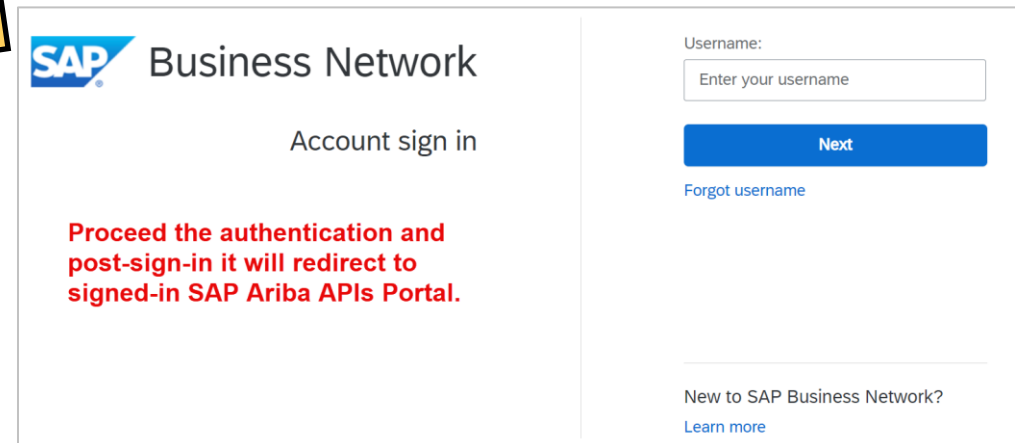 SAP Business Network
Account sign in
Proceed the authentication and
post-sign-in it will redirect to
signed-in SAP Ariba APIs Portal.
Username:
Enter your username
Next
Forgot username
New to SAP Business Network?
Learn more